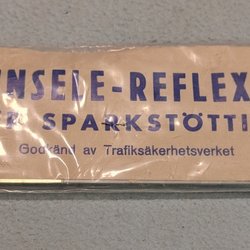 NSELE-REFLEX
R SPARKSTÖTTI
Godkänd av Trafiksäkerhetsverket